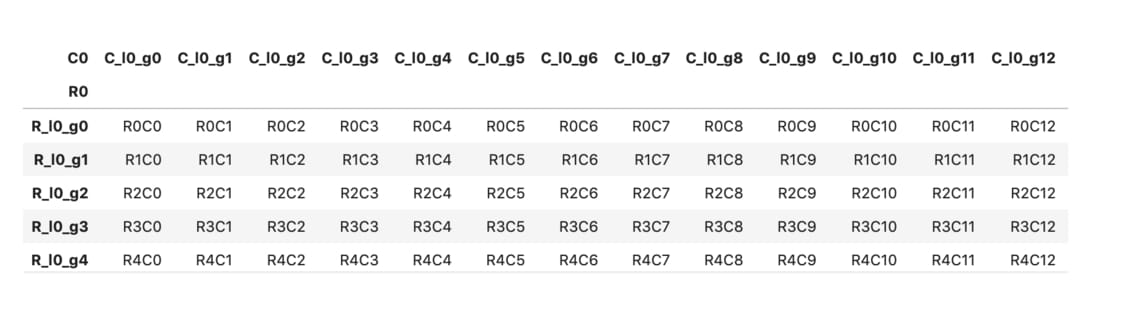 C0 C_l0_g0 C_l0_g1 C_l0_g2 C_l0_g3 C_l0_g4 C_l0_g5 C_l0_g6 C_l0_g7 C_l0_g8 C_l0_g9 C_l0_g10 C_l0_g11 C_l0_g12
R0
R_l0_g0 R0C0 R0C1 R0C2 R0C3 R0C4 R0C5 R0C6 R0C7 R0C8 R0C9 R0C10 R0C11 R0C12
R_l0_g1 R1C0 R1C1 R1C2 R1C3 R1C4 R1C5 R1C6 R1C7 R1C8 R1C9 R1C10 R1C11 R1C12
R_l0_g2 R2C0 R2C1 R2C2 R2C3 R2C4 R2C5 R2C6 R2C7 R2C8 R2C9 R2C10 R2C11 R2C12
R_l0_g3 R3C0 R3C1 R3C2 R3C3 R3C4 R3C5 R3C6 R3C7 R3C8 R3C9 R3C10 R3C11 R3C12
R_l0_g4 R4C0 R4C1 R4C2 R4C3 R4C4 R4C5 R4C6 R4C7 R4C8 R4C9 R4C10 R4C11 R4C12